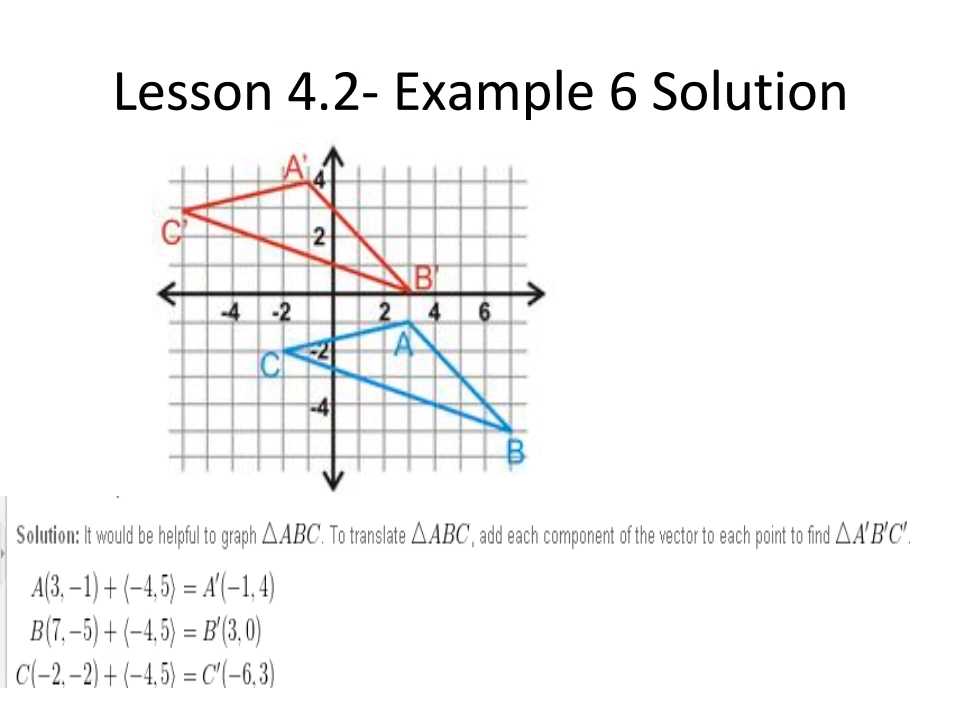 Lesson 4.2- Example 6 Solution
A'
4
C'
2
B'
-4 -2 2 4 6
A
C
-2
-4
B
Solution: It would be helpful to graph △ABC. To translate △ABC, add each component of the vector to each point to find △A′B′C′.
A(3, −1) + ⟨−4, 5⟩ = A′(−1, 4)
B(7, −5) + ⟨−4, 5⟩ = B′(3, 0)
C(−2, −2) + ⟨−4, 5⟩ = C′(−6, 3)